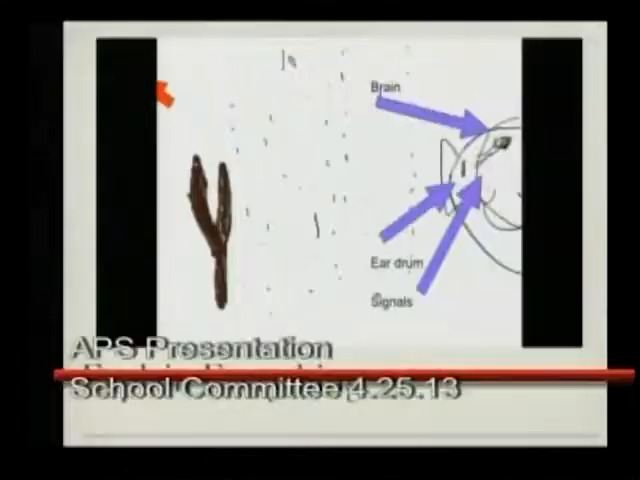 Brain
Ear drum
Signals
APS Presentation
School Committee 4.25.13